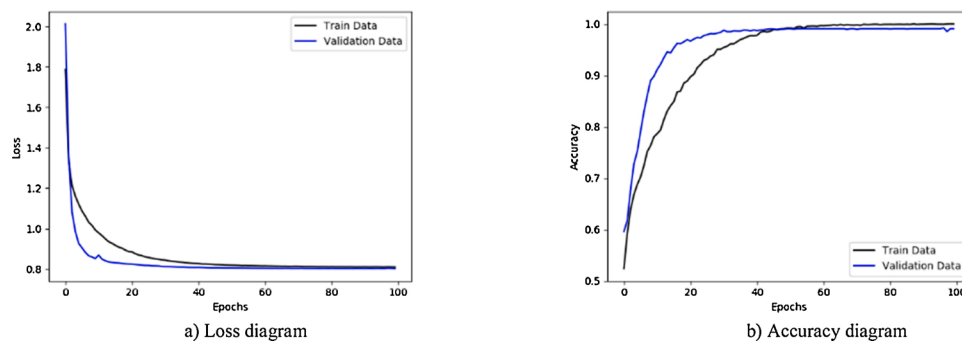 2.0
1.8
1.6
1.4
1.2
1.0
0.8
Loss
Train Data
Validation Data
0 20 40 60 80 100
Epochs
a) Loss diagram
1.0
0.9
0.8
0.7
0.6
0.5
Accuracy
Train Data
Validation Data
0 20 40 60 80 100
Epochs
b) Accuracy diagram